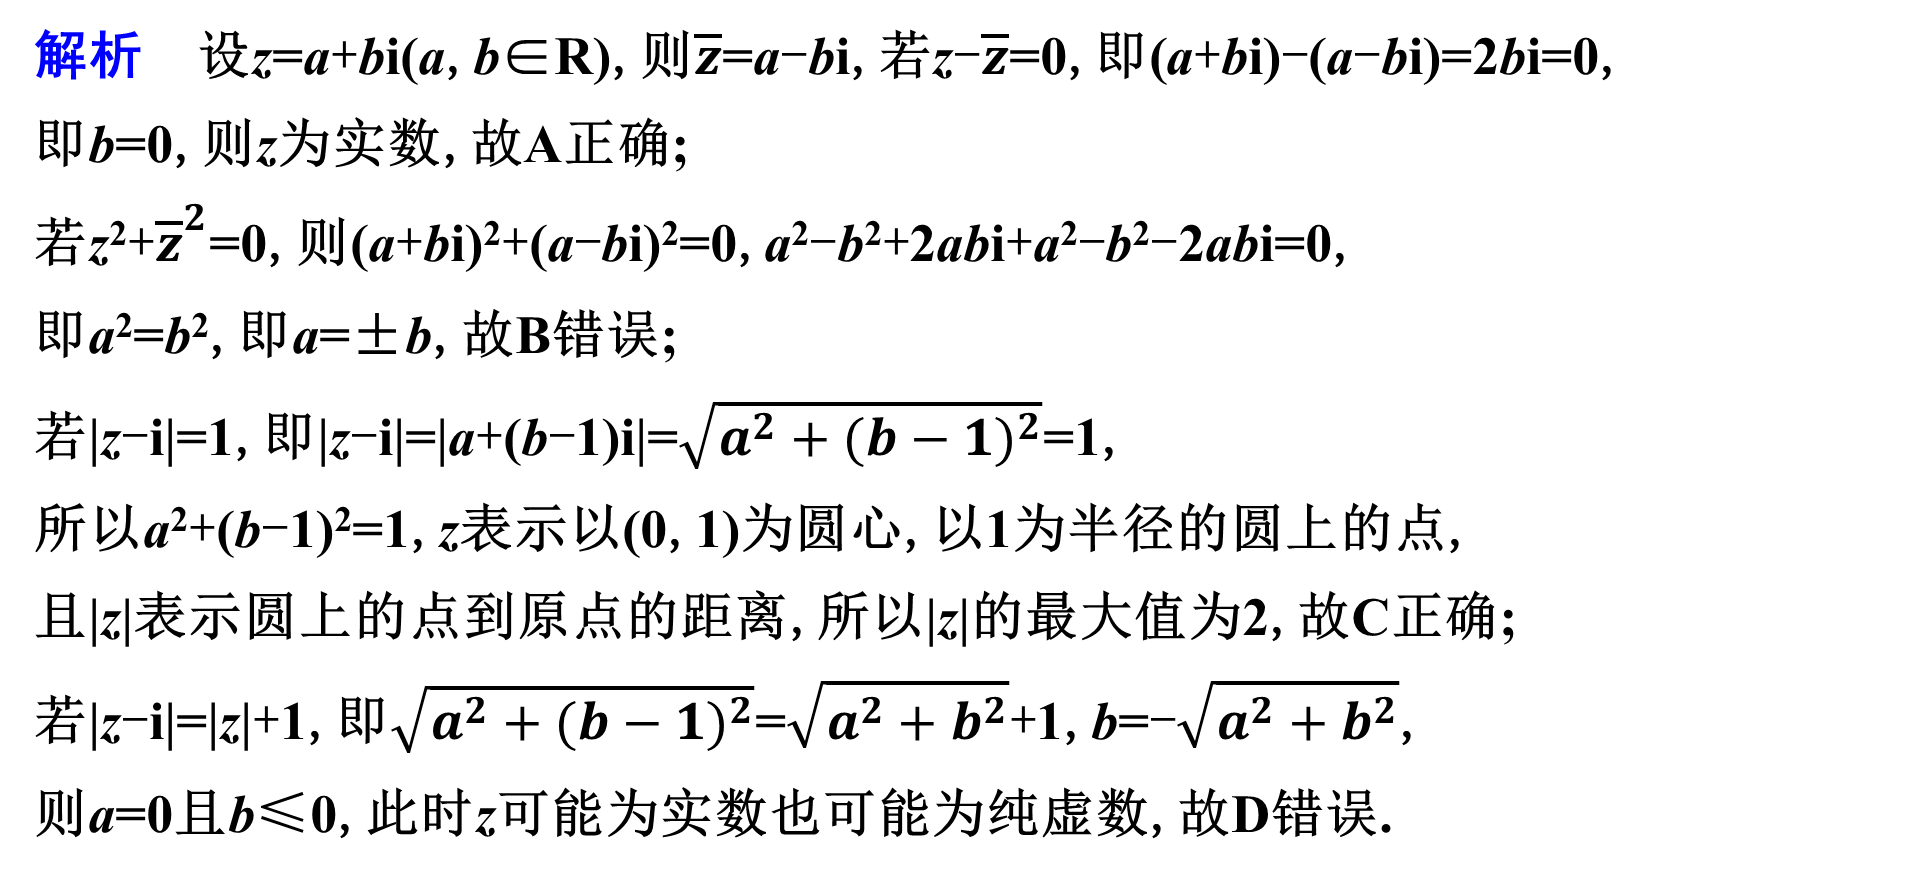 解析 设z=a+bi(a, b∈R), 则z̅=a−bi, 若z−z̅=0, 即(a+bi)−(a−bi)=2bi=0,
即b=0, 则z为实数, 故A正确;
若z²+z̅²=0, 则(a+bi)²+(a−bi)²=0, a²−b²+2abi+a²−b²−2abi=0,
即a²=b², 即a=±b, 故B错误;
若|z−i|=1, 即|z−i|=|a+(b−1)i|=√(a² + (b − 1)²)=1,
所以a²+(b−1)²=1, z表示以(0, 1)为圆心, 以1为半径的圆上的点,
且|z|表示圆上的点到原点的距离, 所以|z|的最大值为2, 故C正确;
若|z−i|=|z|+1, 即√(a² + (b − 1)²)=√(a² + b²)+1, b=−√(a² + b²),
则a=0且b≤0, 此时z可能为实数也可能为纯虚数, 故D错误.